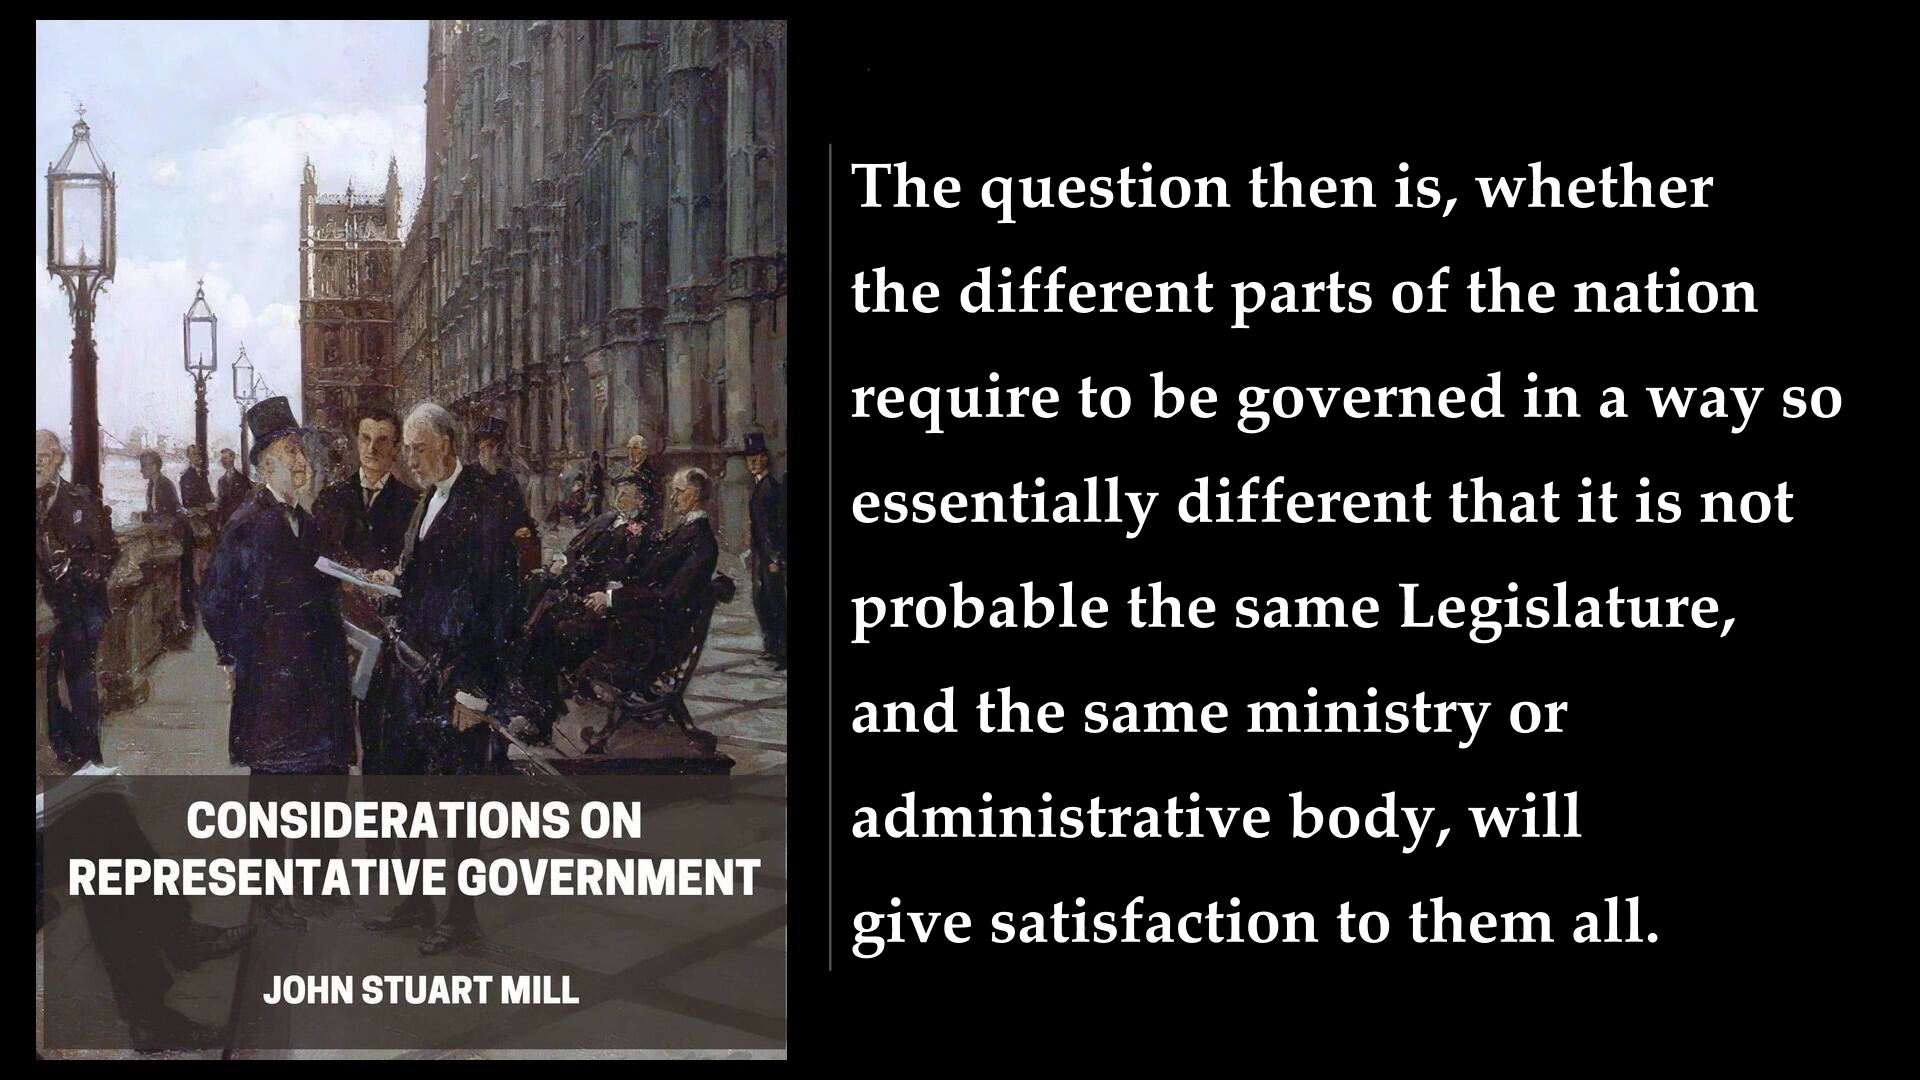 CONSIDERATIONS ON
REPRESENTATIVE GOVERNMENT
JOHN STUART MILL
The question then is, whether
the different parts of the nation
require to be governed in a way so
essentially different that it is not
probable the same Legislature,
and the same ministry or
administrative body, will
give satisfaction to them all.